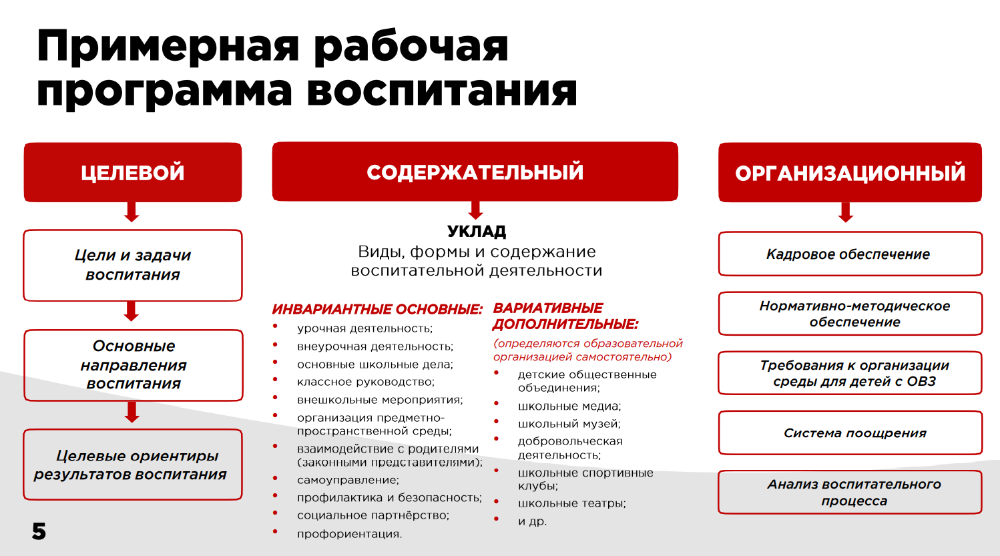 Примерная рабочая
программа воспитания
ЦЕЛЕВОЙ
Цели и задачи
воспитания
Основные
направления
воспитания
Целевые ориентиры
результатов воспитания
СОДЕРЖАТЕЛЬНЫЙ
УКЛАД
Виды, формы и содержание
воспитательной деятельности
ИНВАРИАНТНЫЕ ОСНОВНЫЕ:
• урочная деятельность;
• внеурочная деятельность;
• основные школьные дела;
• классное руководство;
• внешкольные мероприятия;
• организация предметно-
пространственной среды;
• взаимодействие с родителями
(законными представителями);
• самоуправление;
• профилактика и безопасность;
• социальное партнёрство;
• профориентация.
ВАРИАТИВНЫЕ
ДОПОЛНИТЕЛЬНЫЕ:
(определяются образовательной
организацией самостоятельно)
• детские общественные
объединения;
• школьные медиа;
• школьный музей;
• добровольческая
деятельность;
• школьные спортивные
клубы;
• школьные театры;
• и др.
ОРГАНИЗАЦИОННЫЙ
Кадровое обеспечение
Нормативно-методическое
обеспечение
Требования к организации
среды для детей с ОВЗ
Система поощрения
Анализ воспитательного
процесса
5